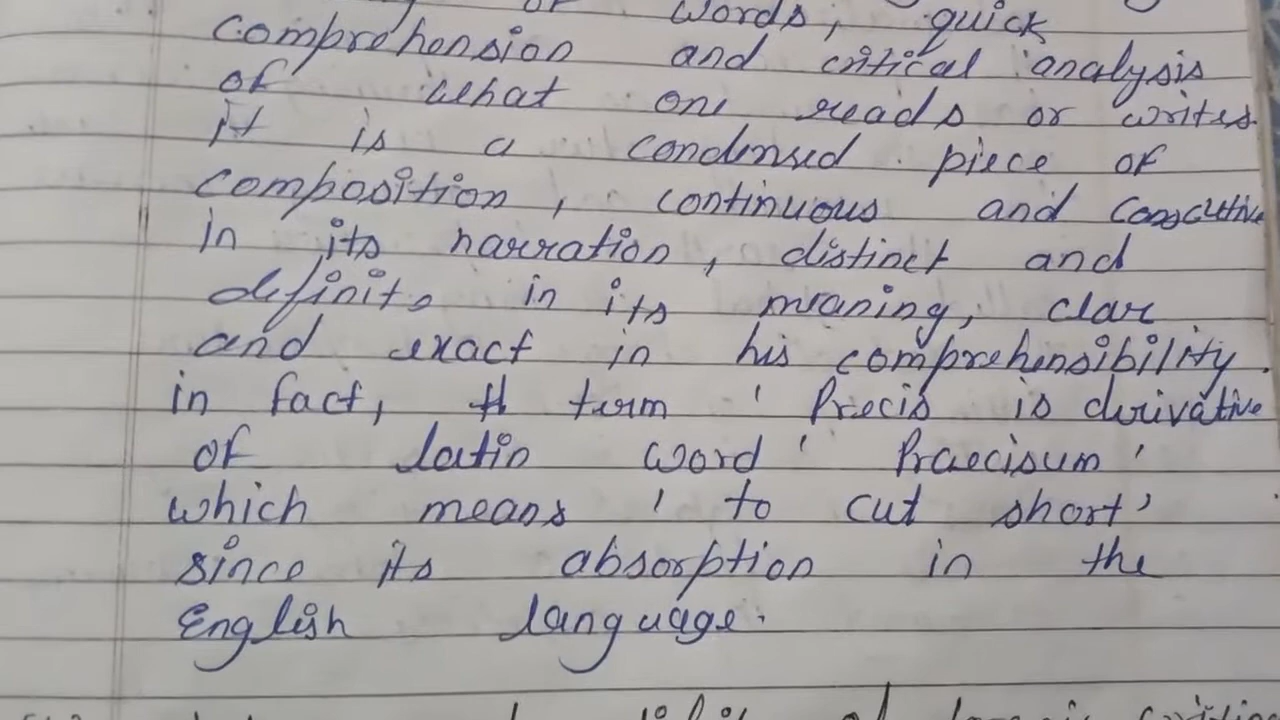 of words, quick
Comprehension and critical analysis
of what one reads or writes.
it is a condensed piece of
Composition, continuous and Consecutive
in its narration, distinct and
definite in its meaning, clear
and exact in his comprehensibility.
in fact, term 'Precis is derivative
of latin word 'Praecisum'
which means 'to cut short'
since its absorption in the
English language.